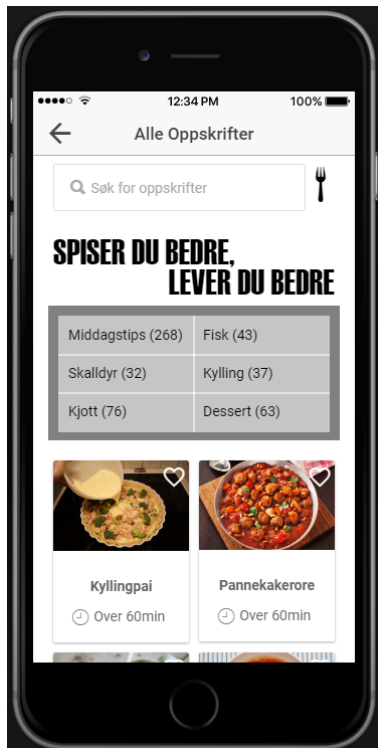 12:34 PM 100%
Alle Oppskrifter
Søk for oppskrifter
SPISER DU BEDRE,
LEVER DU BEDRE
Middagstips (268) Fisk (43)
Skalldyr (32) Kylling (37)
Kjott (76) Dessert (63)
Kyllingpai Pannekakerore
Over 60min Over 60min